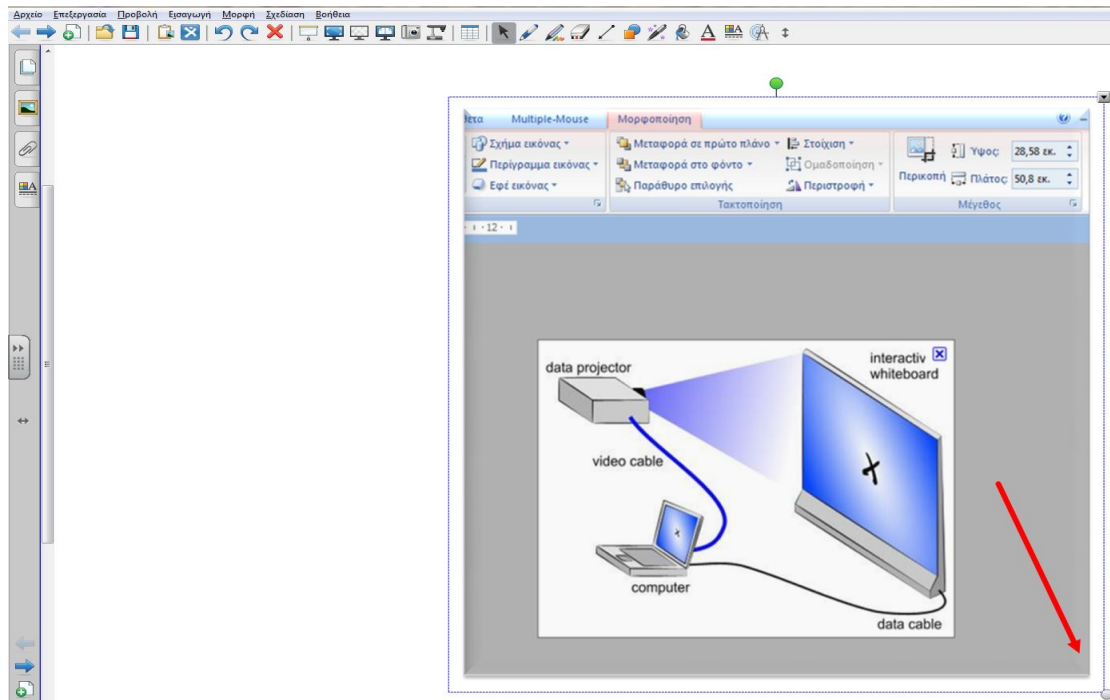 Αρχείο Επεξεργασία Προβολή Εισαγωγή Μορφή Σχεδίαση Βοήθεια
θετα Multiple-Mouse Μορφοποίηση
Σχήμα εικόνας
Περίγραμμα εικόνας
Εφέ εικόνας
Μεταφορά σε πρώτο πλάνο
Μεταφορά στο φόντο
Παράθυρο επιλογής
Στοίχιση
Ομαδοποίηση
Περιστροφή
Τακτοποίηση
Περικοπή
Ύψος: 28,58 εκ.
Πλάτος: 50,8 εκ.
Μέγεθος
12
data projector
interactiv
whiteboard
video cable
computer
data cable